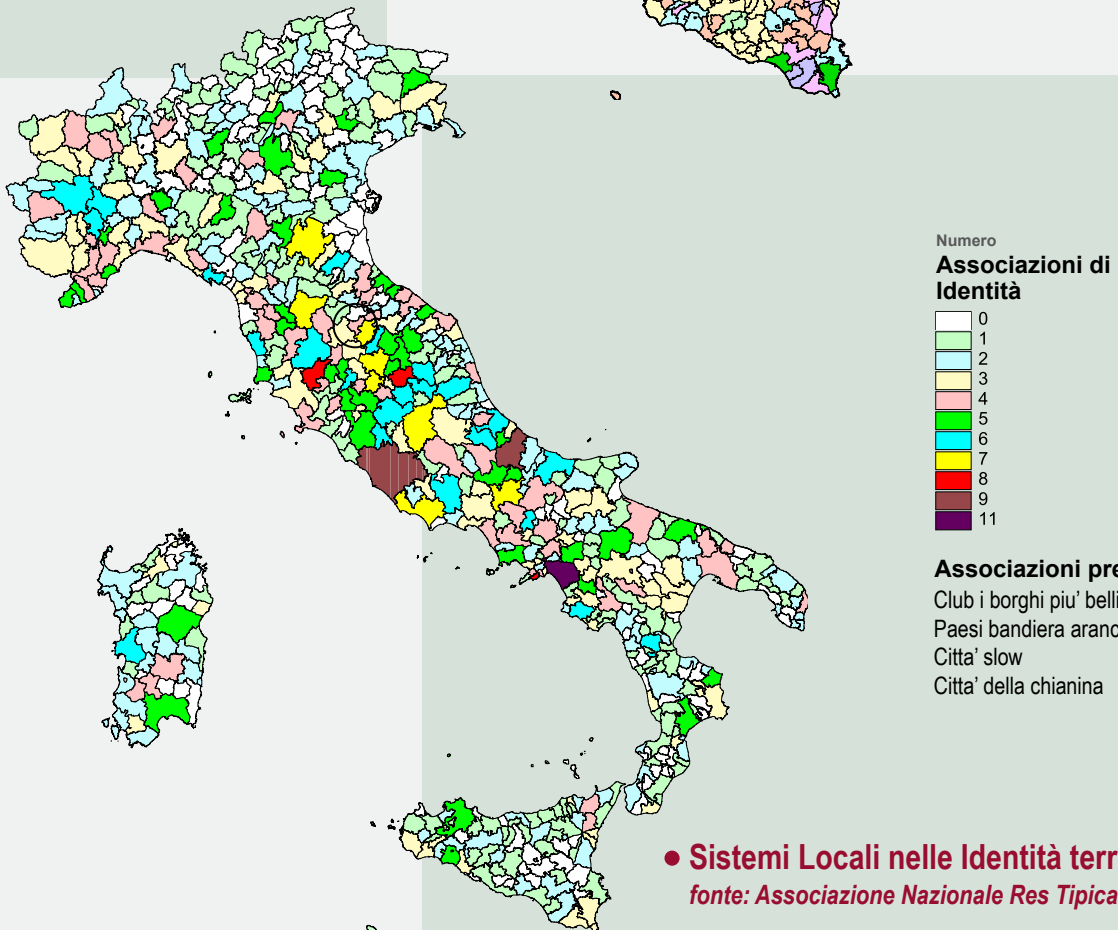 Numero
Associazioni di
Identità
0
1
2
3
4
5
6
7
8
9
11
Associazioni pre
Club i borghi piu' belli
Paesi bandiera aranc
Citta' slow
Citta' della chianina
• Sistemi Locali nelle Identità terr
fonte: Associazione Nazionale Res Tipica